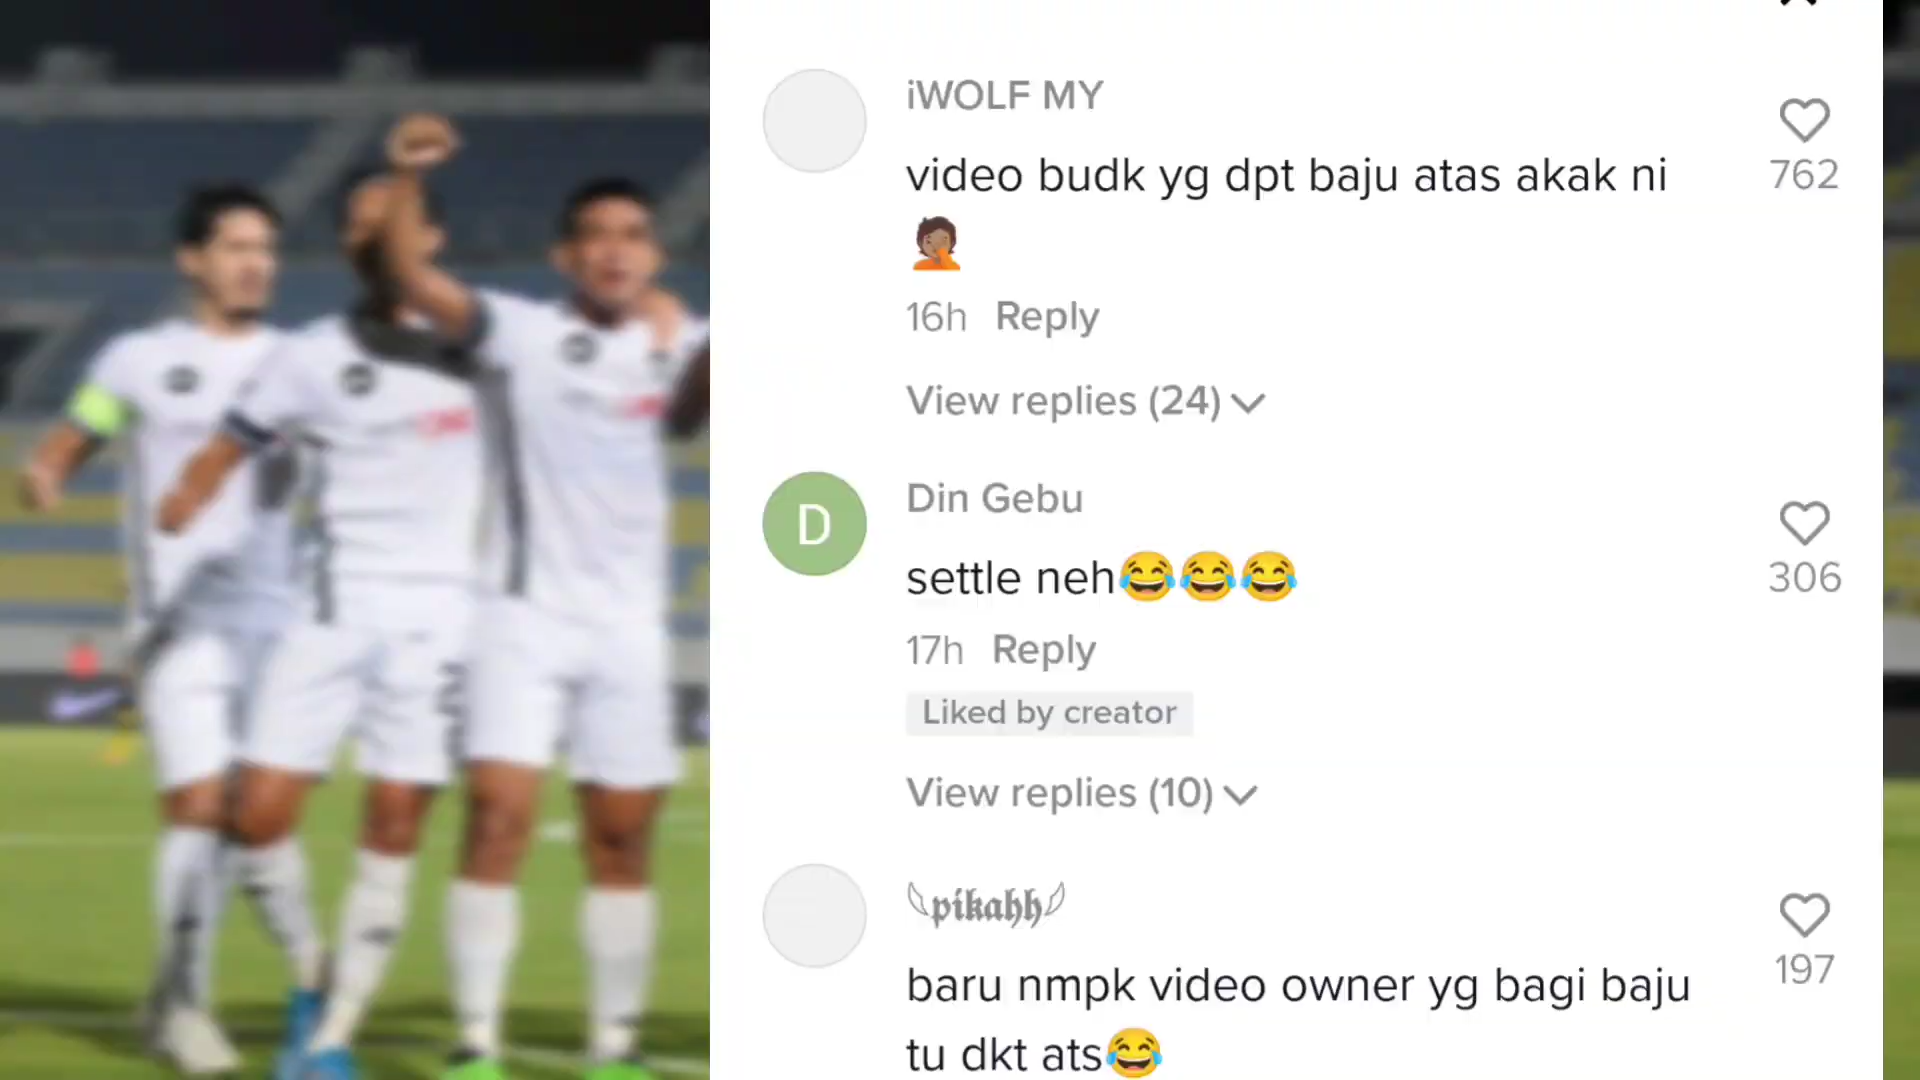 iWOLF MY
video budk yg dpt baju atas akak ni
🤦🏽
762
16h Reply
View replies (24)
D
Din Gebu
settle neh😂😂😂
306
17h Reply
Liked by creator
View replies (10)
pikahh
baru nmpk video owner yg bagi baju
tu dkt ats😂
197